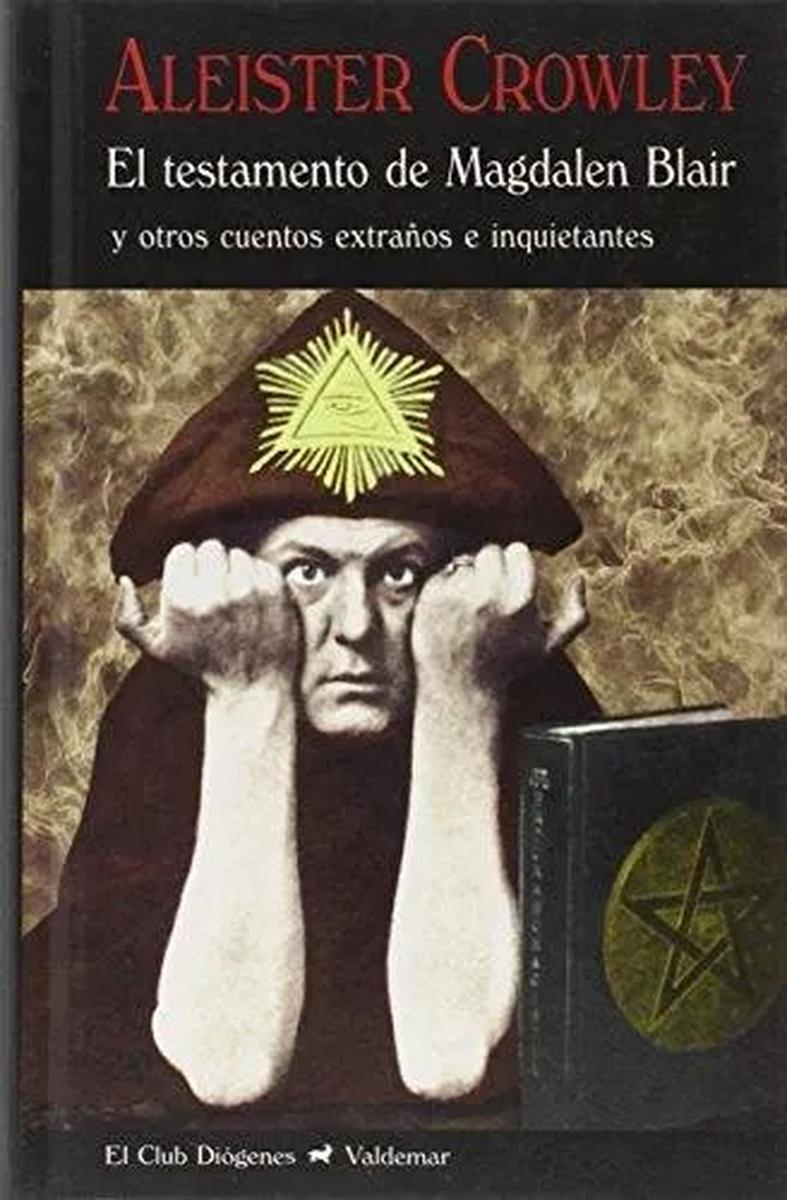 ALEISTER CROWLEY
El testamento de Magdalen Blair
y otros cuentos extraños e inquietantes
El Club Diógenes Valdemar